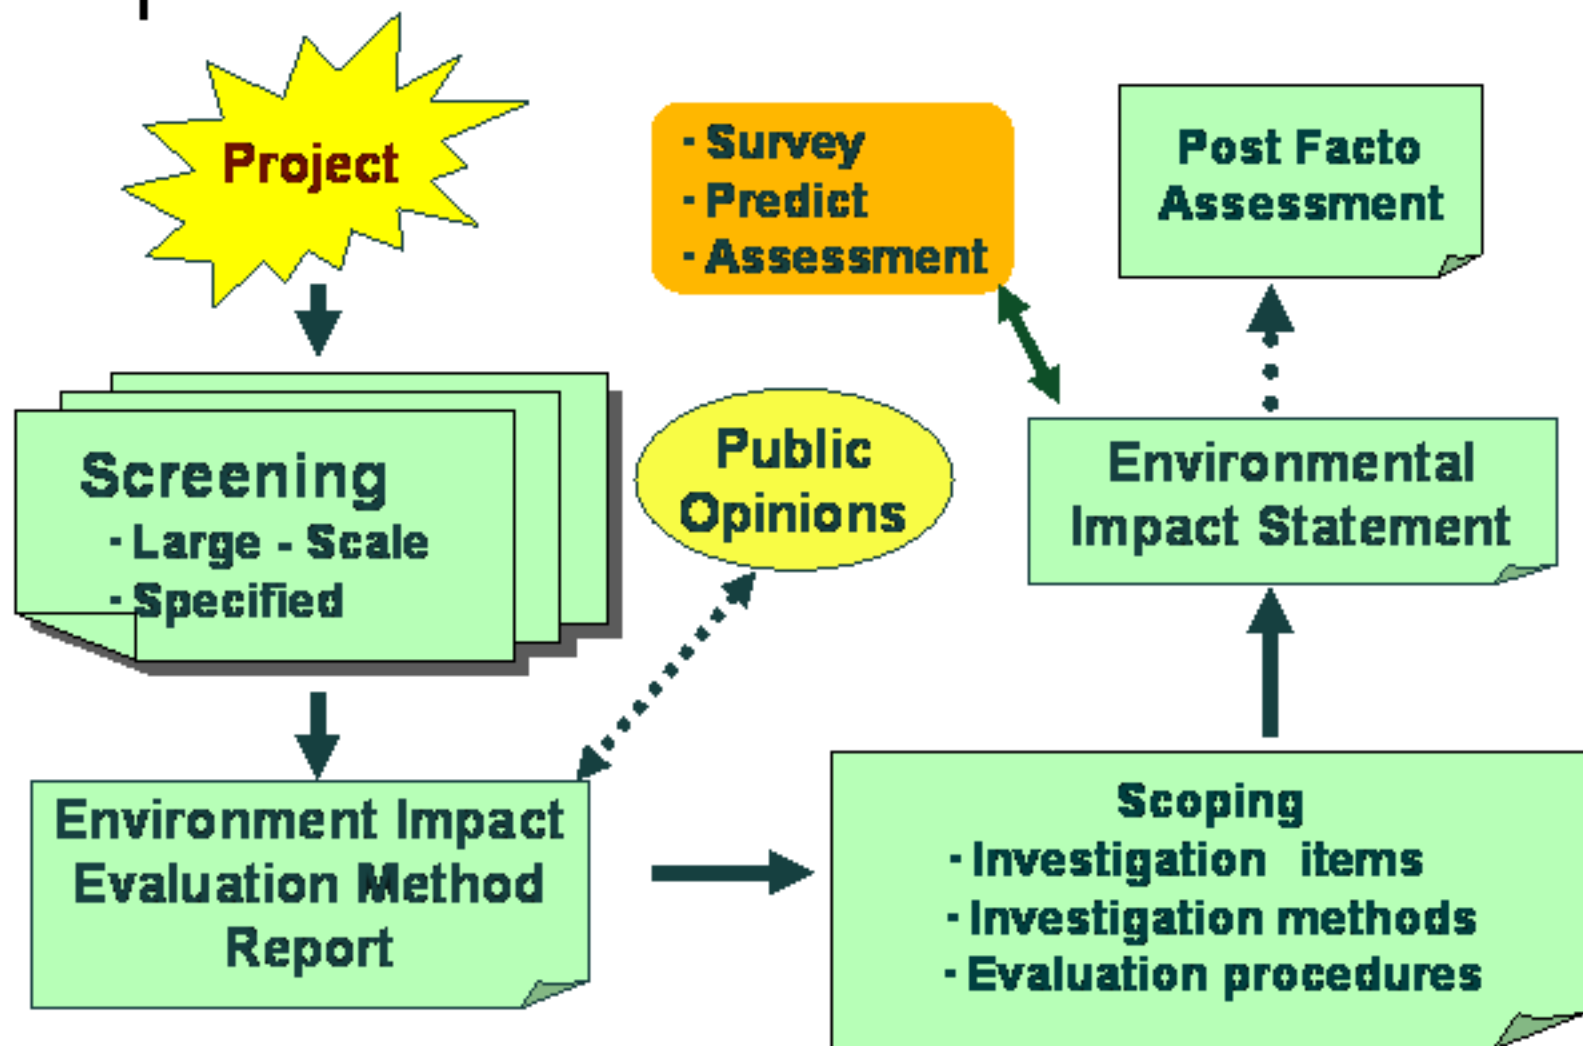 Project
Screening
- Large - Scale
- Specified
Environment Impact
Evaluation Method
Report
Public
Opinions
Scoping
- Investigation items
- Investigation methods
- Evaluation procedures
Environmental
Impact Statement
- Survey
- Predict
- Assessment
Post Facto
Assessment